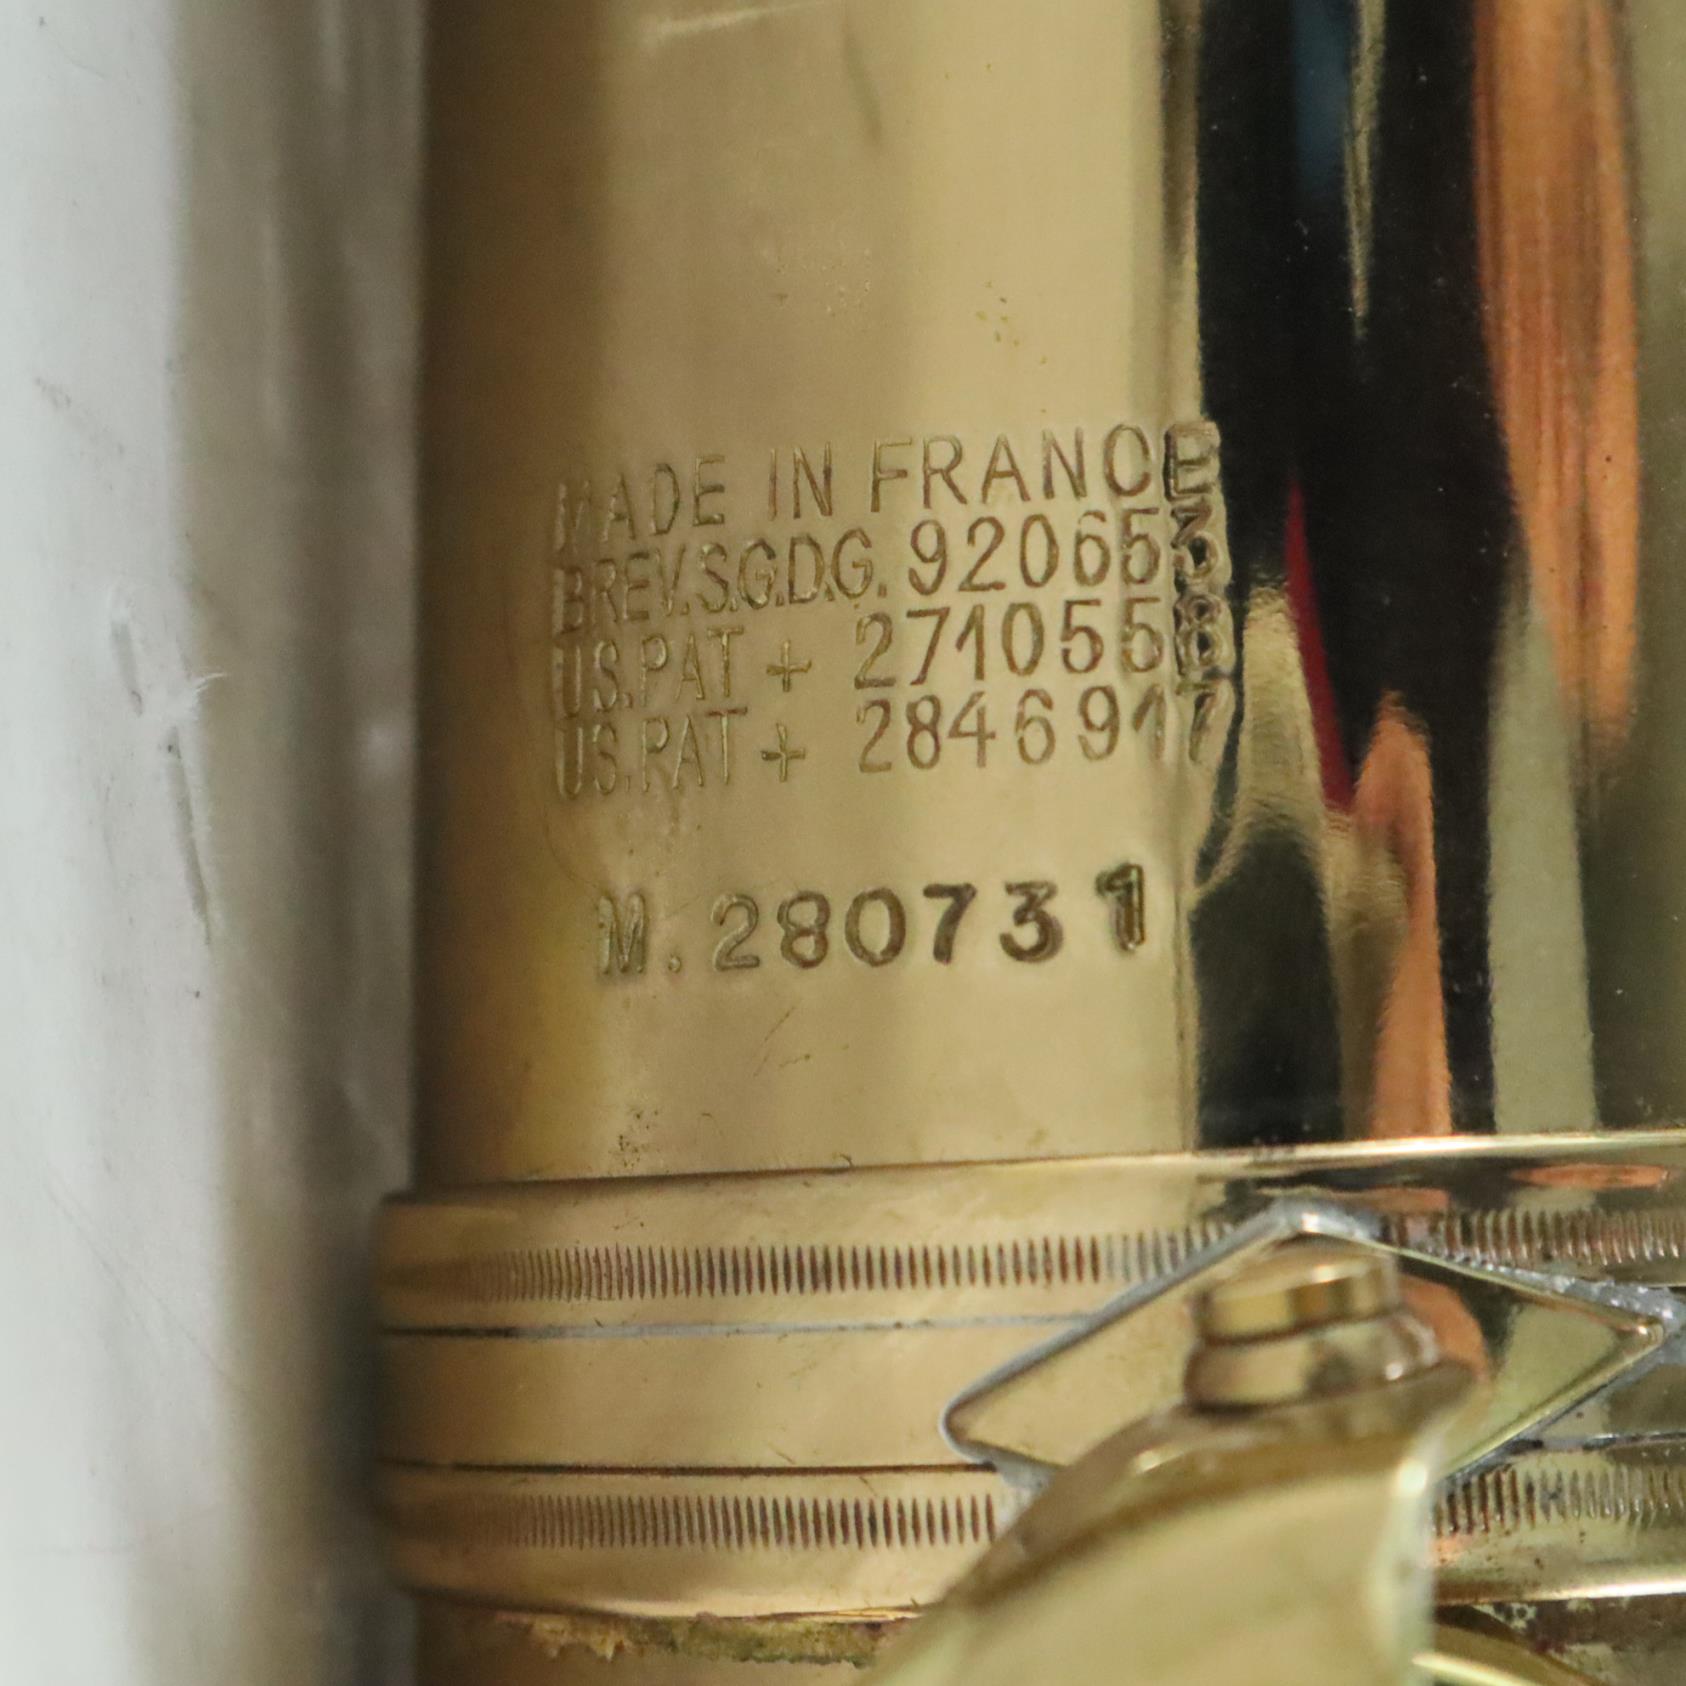 MADE IN FRANCE
BREV.S.G.D.G. 920653
US.PAT + 2710558
US.PAT + 2846917
M. 280731